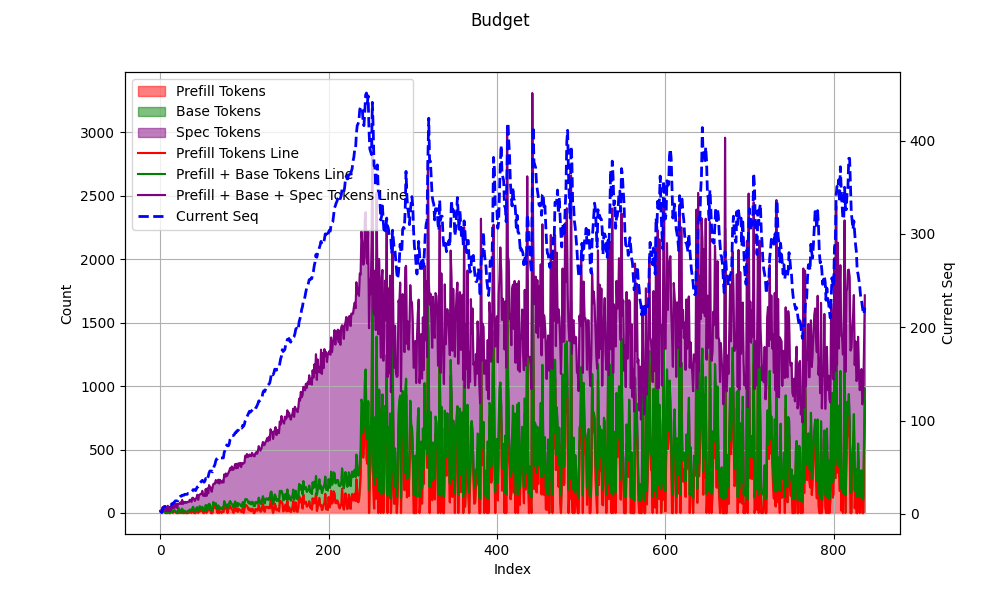 Budget
Prefill Tokens
Base Tokens
Spec Tokens
Prefill Tokens Line
Prefill + Base Tokens Line
Prefill + Base + Spec Tokens Line
Current Seq
3000
2500
2000
1500
1000
500
0
Count
400
300
200
100
0
Current Seq
0 200 400 600 800
Index